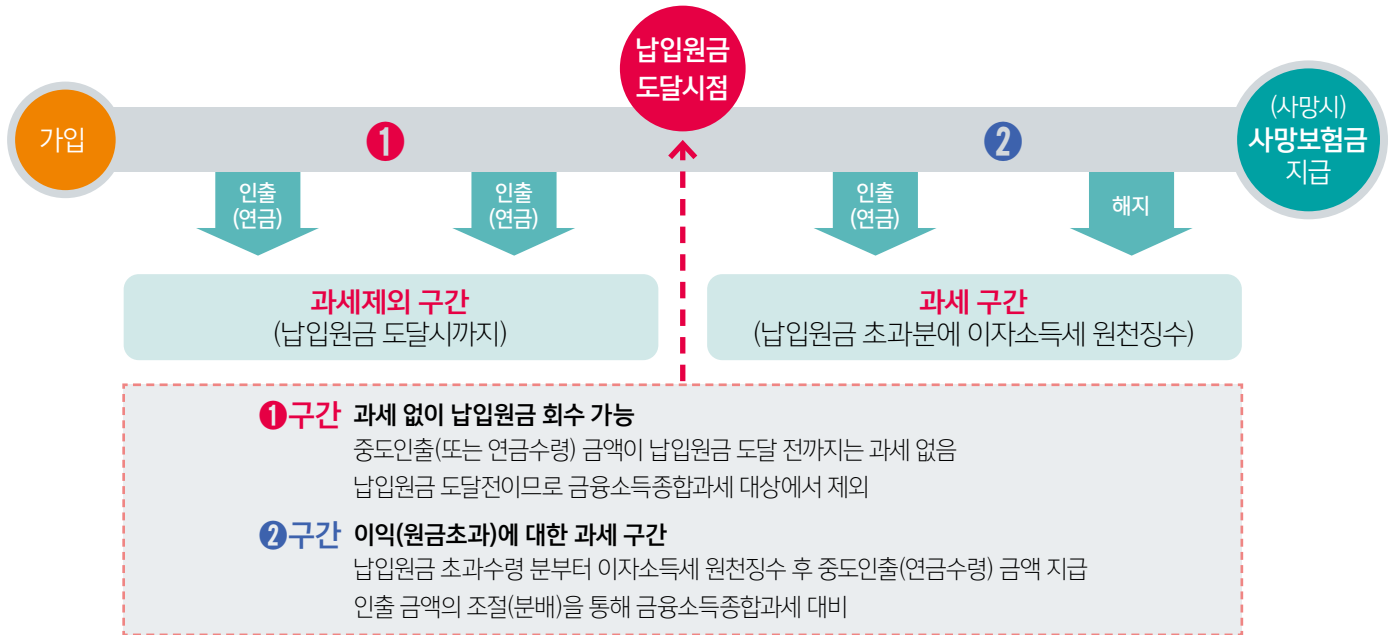 납입원금
도달시점
가입
❶
❷
(사망시)
사망보험금
지급
인출
(연금)
인출
(연금)
인출
(연금)
해지
과세제외 구간
(납입원금 도달시까지)
과세 구간
(납입원금 초과분에 이자소득세 원천징수)
❶구간 과세 없이 납입원금 회수 가능
중도인출(또는 연금수령) 금액이 납입원금 도달 전까지는 과세 없음
납입원금 도달전이므로 금융소득종합과세 대상에서 제외
❷구간 이익(원금초과)에 대한 과세 구간
납입원금 초과수령 분부터 이자소득세 원천징수 후 중도인출(연금수령) 금액 지급
인출 금액의 조절(분배)을 통해 금융소득종합과세 대비